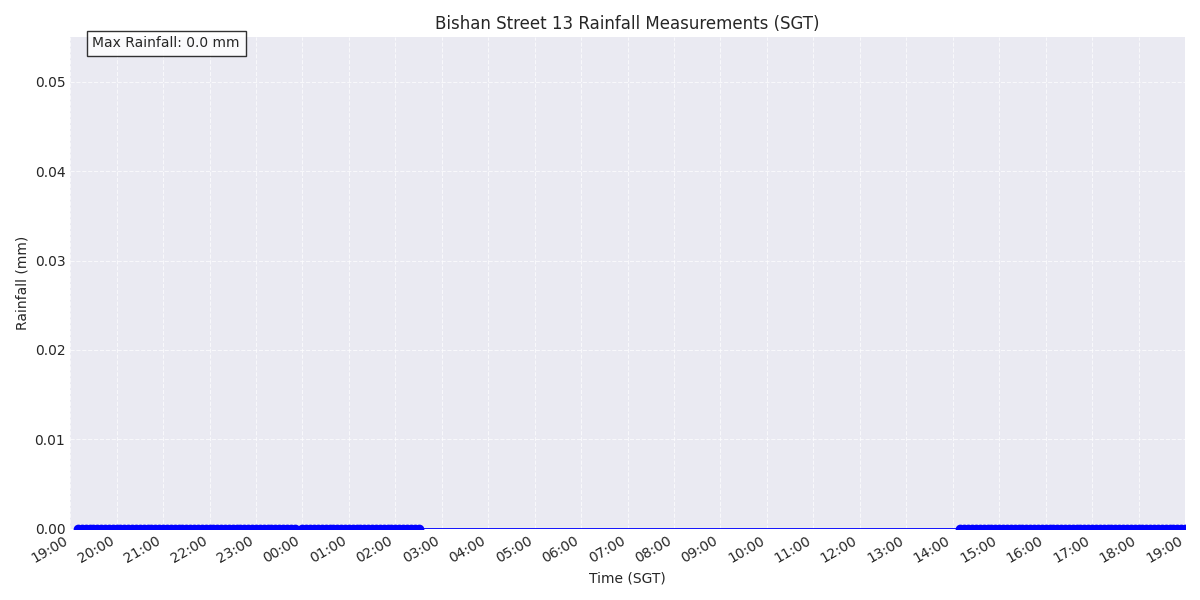 Bishan Street 13 Rainfall Measurements (SGT)
Max Rainfall: 0.0 mm
0.05
0.04
0.03
0.02
0.01
0.00
Rainfall (mm)
19:00 20:00 21:00 22:00 23:00 00:00 01:00 02:00 03:00 04:00 05:00 06:00 07:00 08:00 09:00 10:00 11:00 12:00 13:00 14:00 15:00 16:00 17:00 18:00 19:00
Time (SGT)